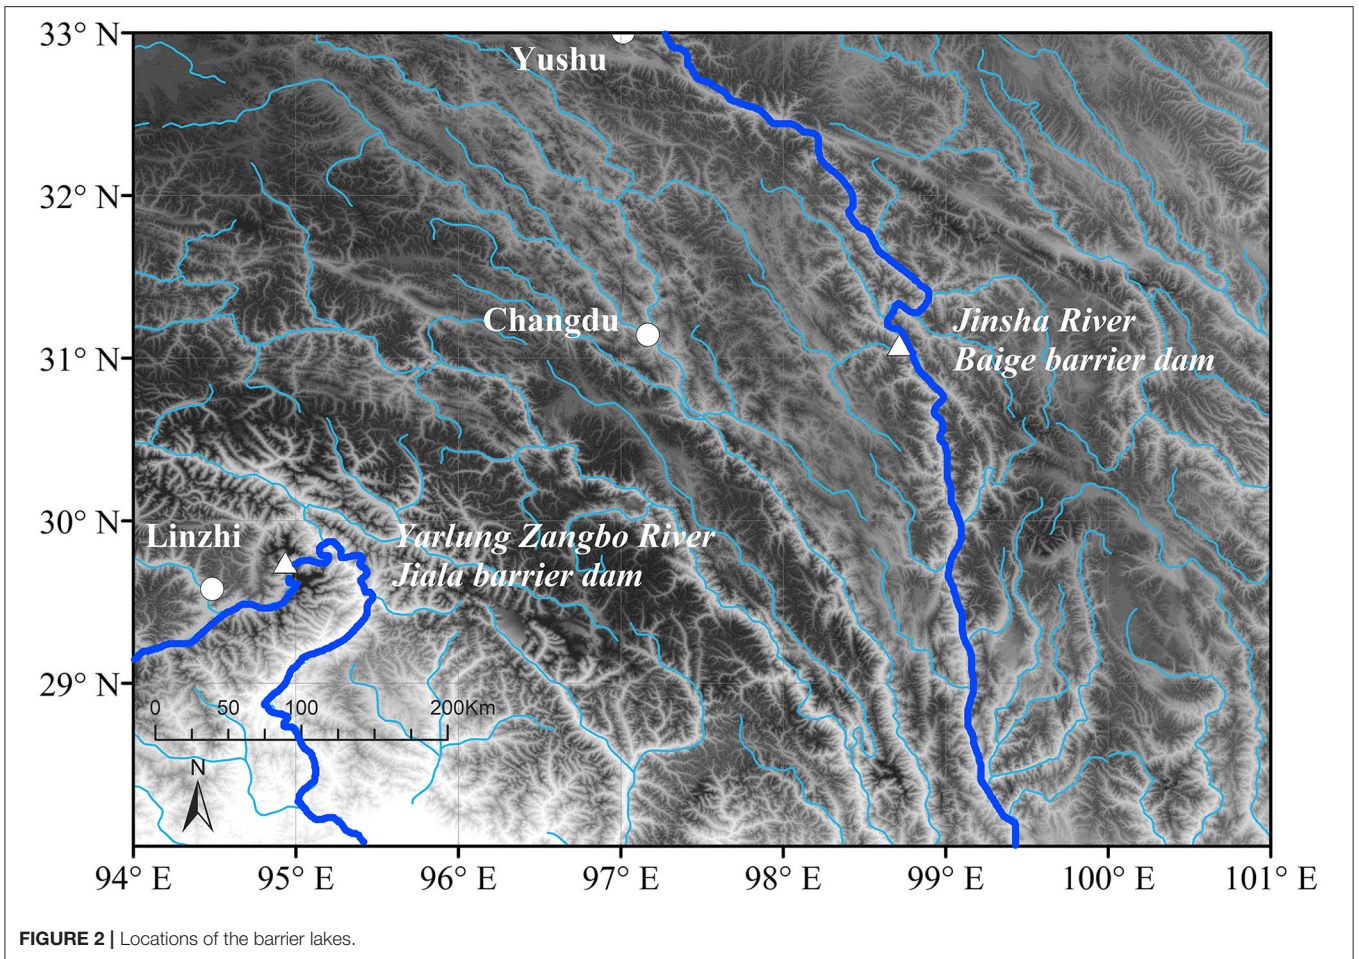 33° N
Yushu
32° N
Changdu
Jinsha River
Baige barrier dam
31° N
30° N
Linzhi
Yarlung Zangbo River
Jiala barrier dam
29° N
0 50 100 200Km
N
94° E 95° E 96° E 97° E 98° E 99° E 100° E 101° E
FIGURE 2 | Locations of the barrier lakes.